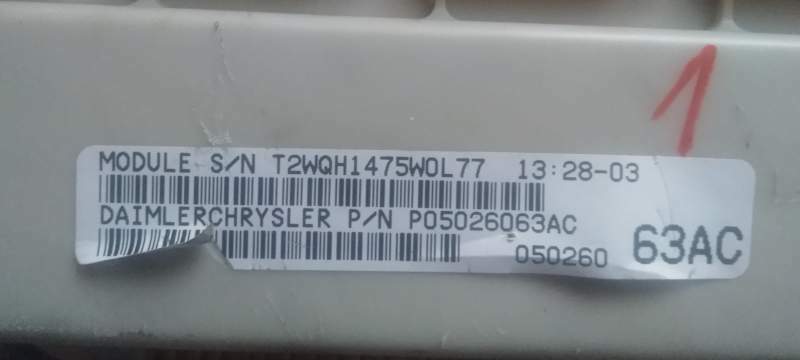 1
MODULE S/N T2WQH1475W0L77 13:28-03
DAIMLERCHRYSLER P/N P05026063AC
050260 63AC